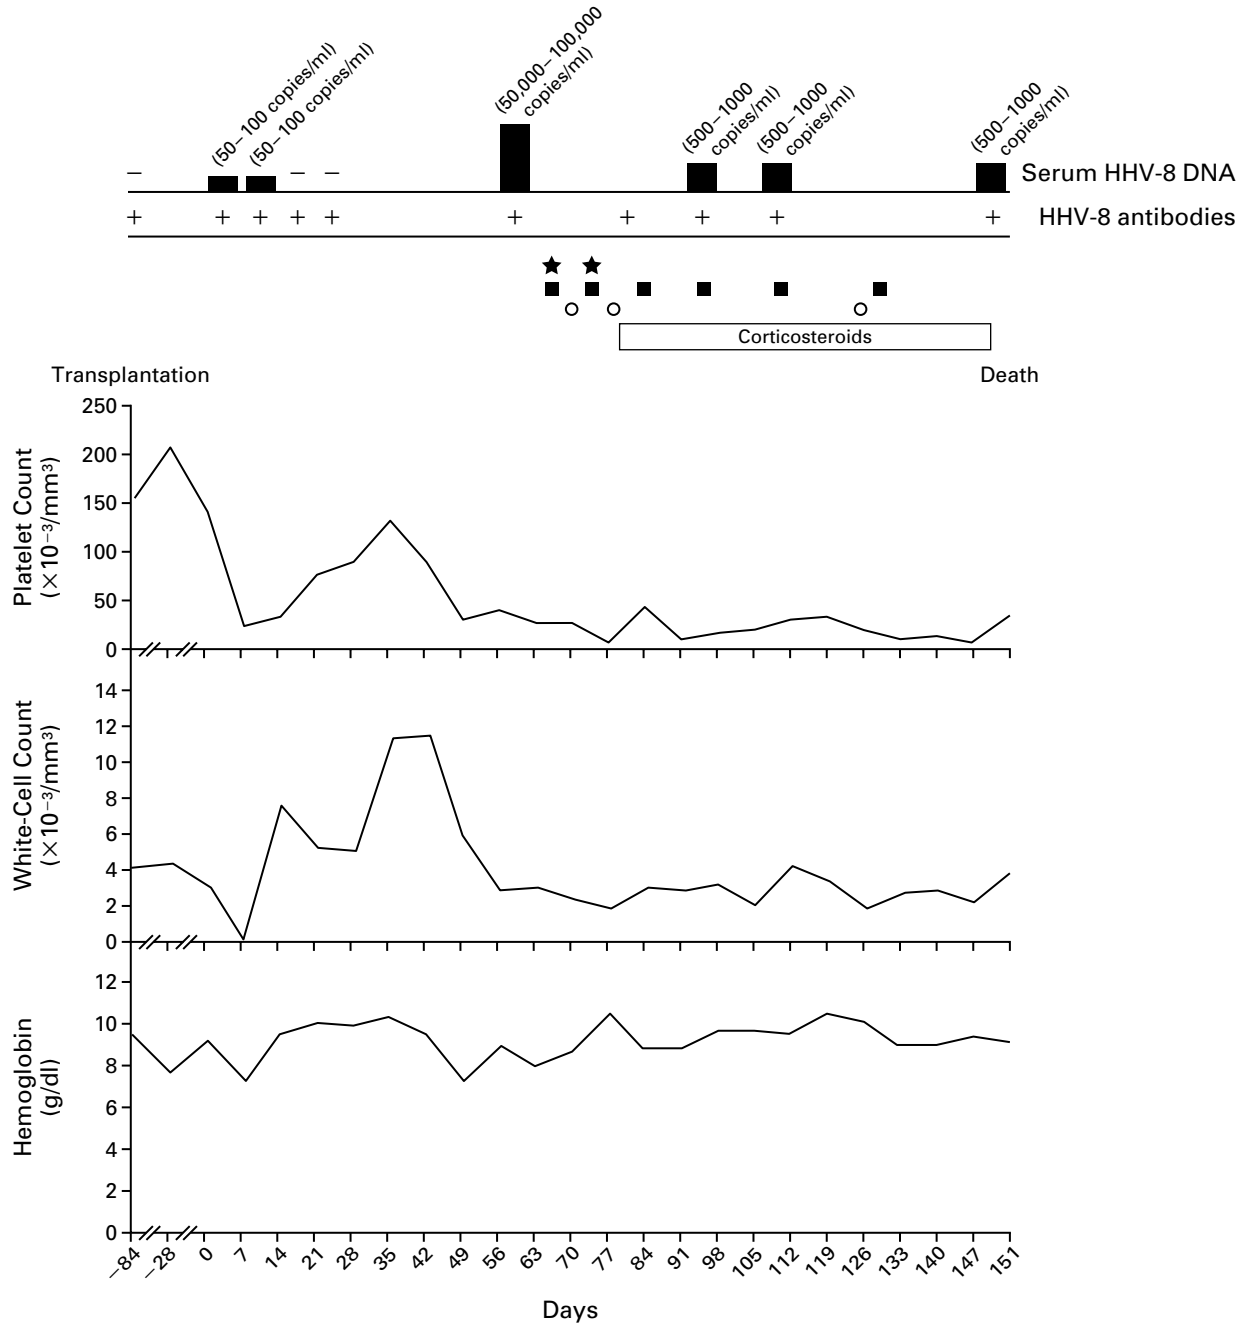 (50–100 copies/ml)
(50–100 copies/ml)
(50,000–100,000
copies/ml)
(500–1000
copies/ml)
(500–1000
copies/ml)
(500–1000
copies/ml)
– – – Serum HHV-8 DNA
+ + + + + + + + + + HHV-8 antibodies
Corticosteroids
Transplantation
Death
Platelet Count
(×10⁻³/mm³)
250
200
150
100
50
0
White-Cell Count
(×10⁻³/mm³)
14
12
10
8
6
4
2
0
Hemoglobin
(g/dl)
12
10
8
6
4
2
0
–84 –28 0 7 14 21 28 35 42 49 56 63 70 77 84 91 98 105 112 119 126 133 140 147 151
Days